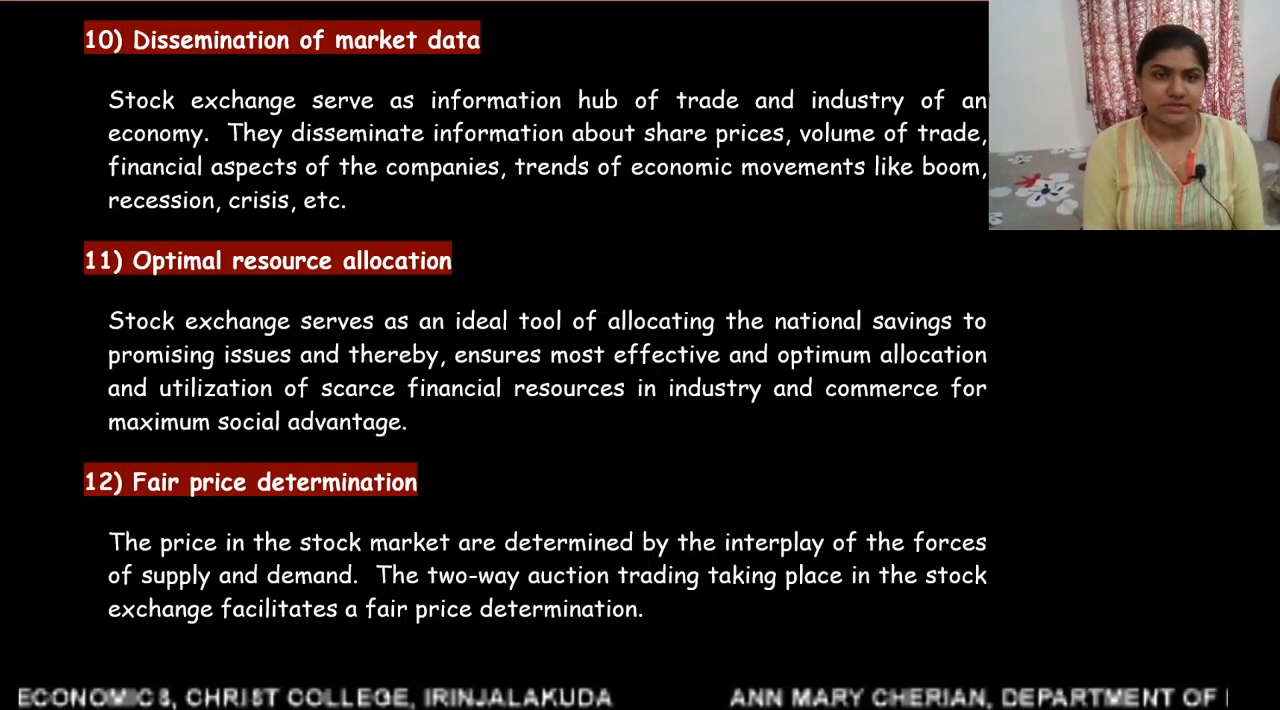 10) Dissemination of market data
Stock exchange serve as information hub of trade and industry of an
economy. They disseminate information about share prices, volume of trade,
financial aspects of the companies, trends of economic movements like boom,
recession, crisis, etc.
11) Optimal resource allocation
Stock exchange serves as an ideal tool of allocating the national savings to
promising issues and thereby, ensures most effective and optimum allocation
and utilization of scarce financial resources in industry and commerce for
maximum social advantage.
12) Fair price determination
The price in the stock market are determined by the interplay of the forces
of supply and demand. The two-way auction trading taking place in the stock
exchange facilitates a fair price determination.
ECONOMICS, CHRIST COLLEGE, IRINJALAKUDA ANN MARY CHERIAN, DEPARTMENT OF